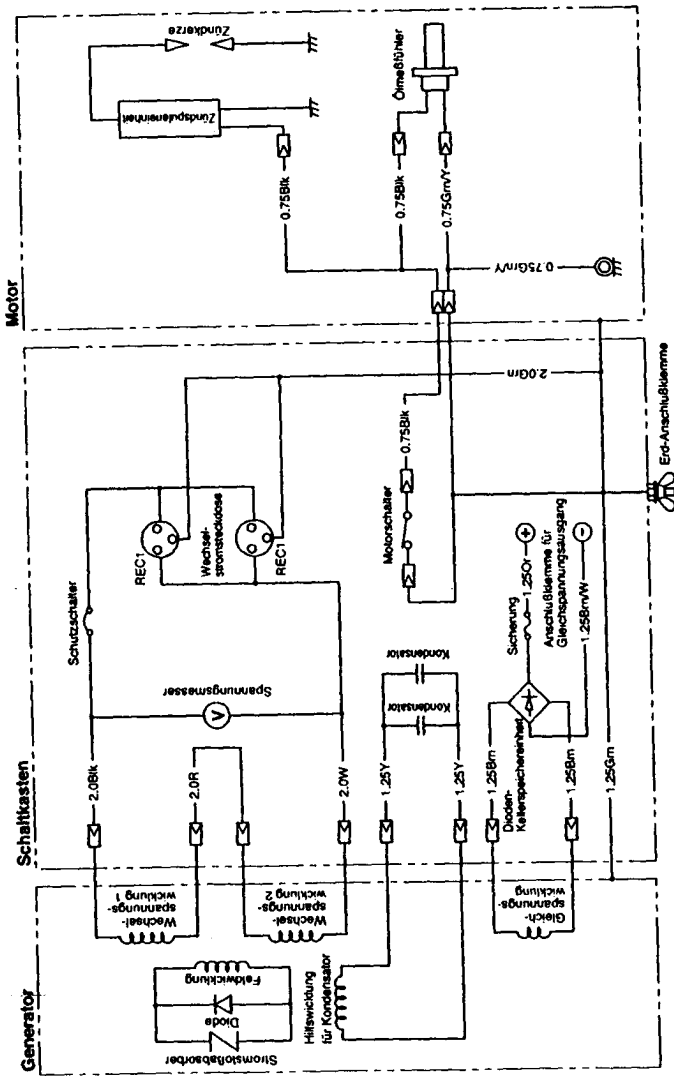 Motor
Zündkerze
Zündspuleneinheit
Ölmeßfühler
0.75Blk
0.75Blk
0.75Grn/Y
0.75Grn/Y
Schaltkasten
Schutzschalter
REC1
Wechsel-
stromsteckdose
REC1
Spannungsmesser
V
2.0Blk
2.0R
2.0W
2.0Grn
0.75Blk
Motorschalter
Kondensator
Kondensator
1.25Y
1.25Y
1.25Brn
Dioden-
Kellerspeichereinheit
1.25Brn
Sicherung
1.25Or
+
Anschlußklemme für
Gleichspannungsausgang
1.25Brn/W
−
1.25Grn
Erd-Anschlußklemme
Generator
Wechsel-
spannungs-
wicklung 1
Wechsel-
spannungs-
wicklung 2
Feldwicklung
Diode
Stromstoßabsorber
Hilfswicklung
für Kondensator
Gleich-
spannungs-
wicklung